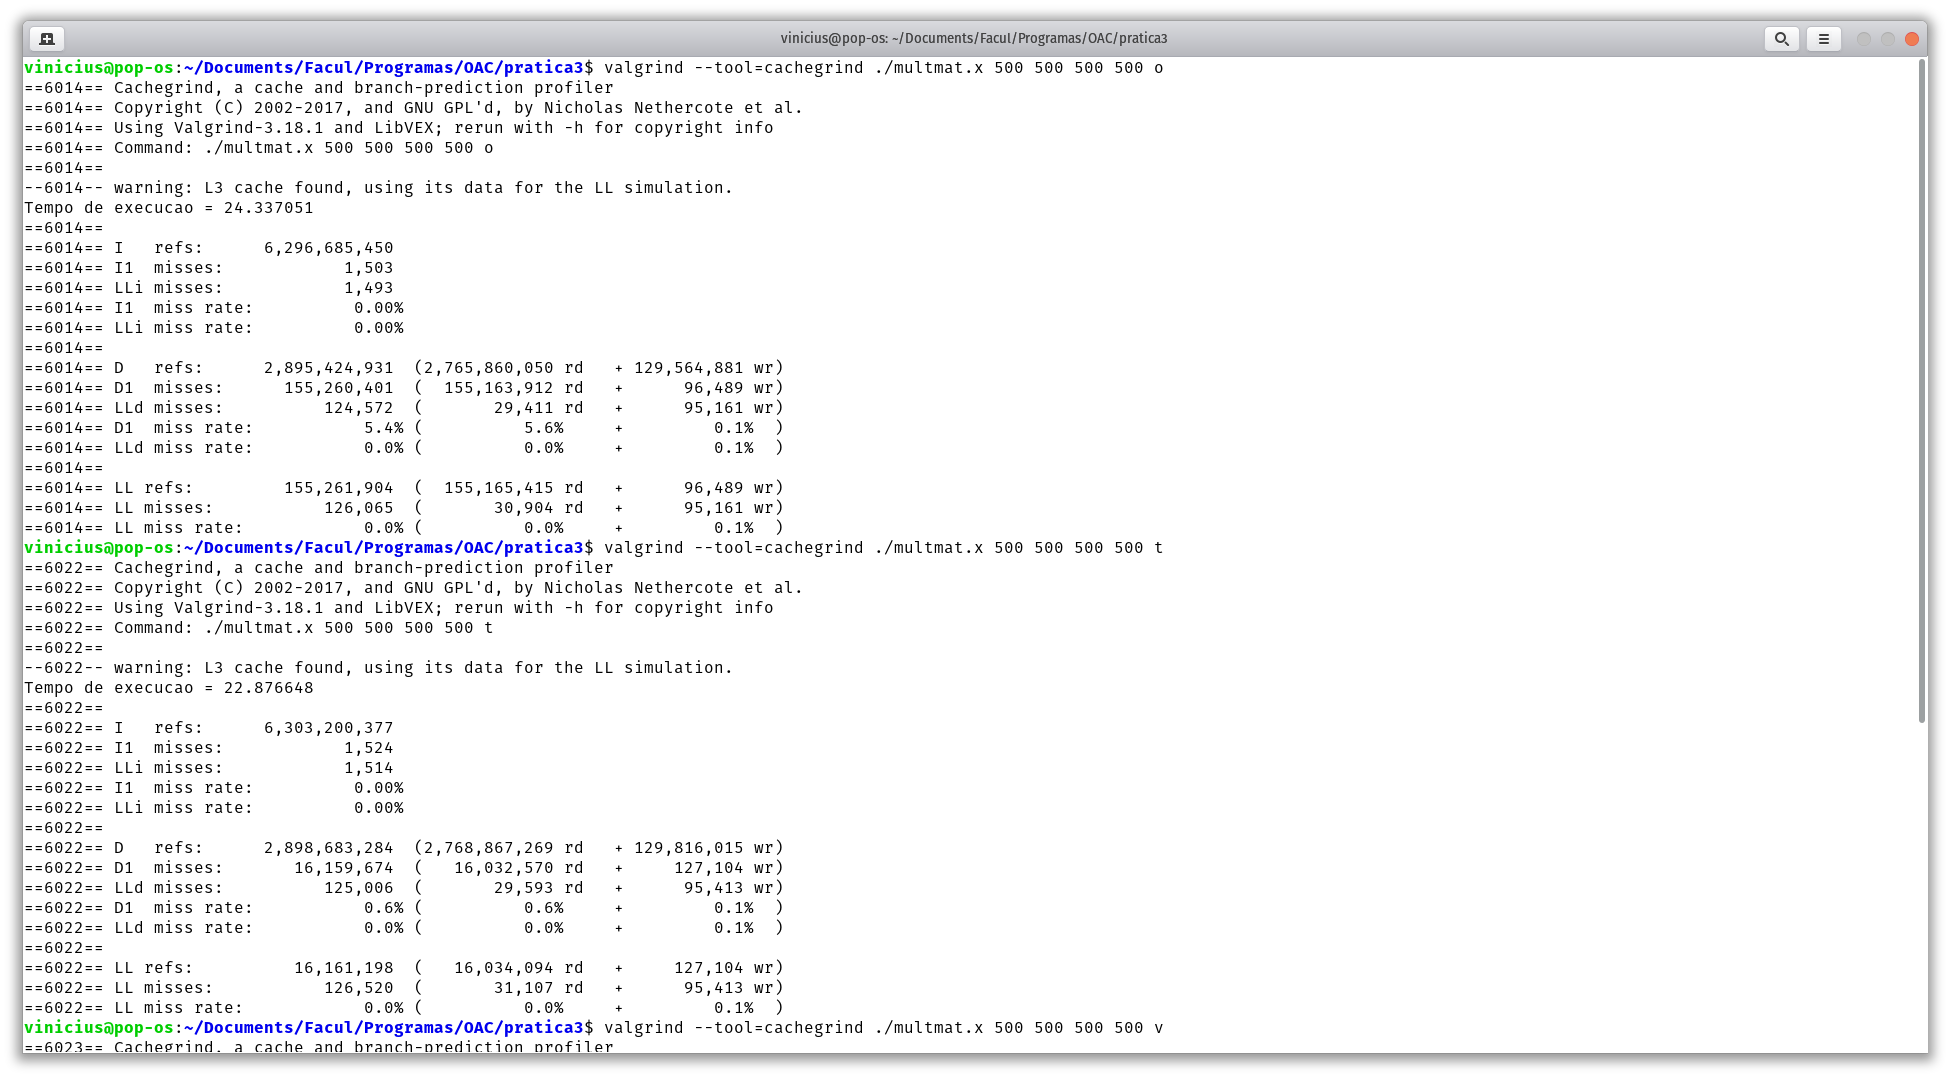 vinicius@pop-os: ~/Documents/Facul/Programas/OAC/pratica3
vinicius@pop-os:~/Documents/Facul/Programas/OAC/pratica3$ valgrind --tool=cachegrind ./multmat.x 500 500 500 500 o
==6014== Cachegrind, a cache and branch-prediction profiler
==6014== Copyright (C) 2002-2017, and GNU GPL'd, by Nicholas Nethercote et al.
==6014== Using Valgrind-3.18.1 and LibVEX; rerun with -h for copyright info
==6014== Command: ./multmat.x 500 500 500 500 o
==6014==
--6014-- warning: L3 cache found, using its data for the LL simulation.
Tempo de execucao = 24.337051
==6014==
==6014== I   refs:      6,296,685,450
==6014== I1  misses:            1,503
==6014== LLi misses:            1,493
==6014== I1  miss rate:          0.00%
==6014== LLi miss rate:          0.00%
==6014==
==6014== D   refs:      2,895,424,931  (2,765,860,050 rd   + 129,564,881 wr)
==6014== D1  misses:      155,260,401  (  155,163,912 rd   +      96,489 wr)
==6014== LLd misses:          124,572  (       29,411 rd   +      95,161 wr)
==6014== D1  miss rate:           5.4% (          5.6%     +         0.1%  )
==6014== LLd miss rate:           0.0% (          0.0%     +         0.1%  )
==6014==
==6014== LL refs:         155,261,904  (  155,165,415 rd   +      96,489 wr)
==6014== LL misses:           126,065  (       30,904 rd   +      95,161 wr)
==6014== LL miss rate:            0.0% (          0.0%     +         0.1%  )
vinicius@pop-os:~/Documents/Facul/Programas/OAC/pratica3$ valgrind --tool=cachegrind ./multmat.x 500 500 500 500 t
==6022== Cachegrind, a cache and branch-prediction profiler
==6022== Copyright (C) 2002-2017, and GNU GPL'd, by Nicholas Nethercote et al.
==6022== Using Valgrind-3.18.1 and LibVEX; rerun with -h for copyright info
==6022== Command: ./multmat.x 500 500 500 500 t
==6022==
--6022-- warning: L3 cache found, using its data for the LL simulation.
Tempo de execucao = 22.876648
==6022==
==6022== I   refs:      6,303,200,377
==6022== I1  misses:            1,524
==6022== LLi misses:            1,514
==6022== I1  miss rate:          0.00%
==6022== LLi miss rate:          0.00%
==6022==
==6022== D   refs:      2,898,683,284  (2,768,867,269 rd   + 129,816,015 wr)
==6022== D1  misses:       16,159,674  (   16,032,570 rd   +     127,104 wr)
==6022== LLd misses:          125,006  (       29,593 rd   +      95,413 wr)
==6022== D1  miss rate:           0.6% (          0.6%     +         0.1%  )
==6022== LLd miss rate:           0.0% (          0.0%     +         0.1%  )
==6022==
==6022== LL refs:          16,161,198  (   16,034,094 rd   +     127,104 wr)
==6022== LL misses:           126,520  (       31,107 rd   +      95,413 wr)
==6022== LL miss rate:            0.0% (          0.0%     +         0.1%  )
vinicius@pop-os:~/Documents/Facul/Programas/OAC/pratica3$ valgrind --tool=cachegrind ./multmat.x 500 500 500 500 v
==6023== Cachegrind, a cache and branch-prediction profiler